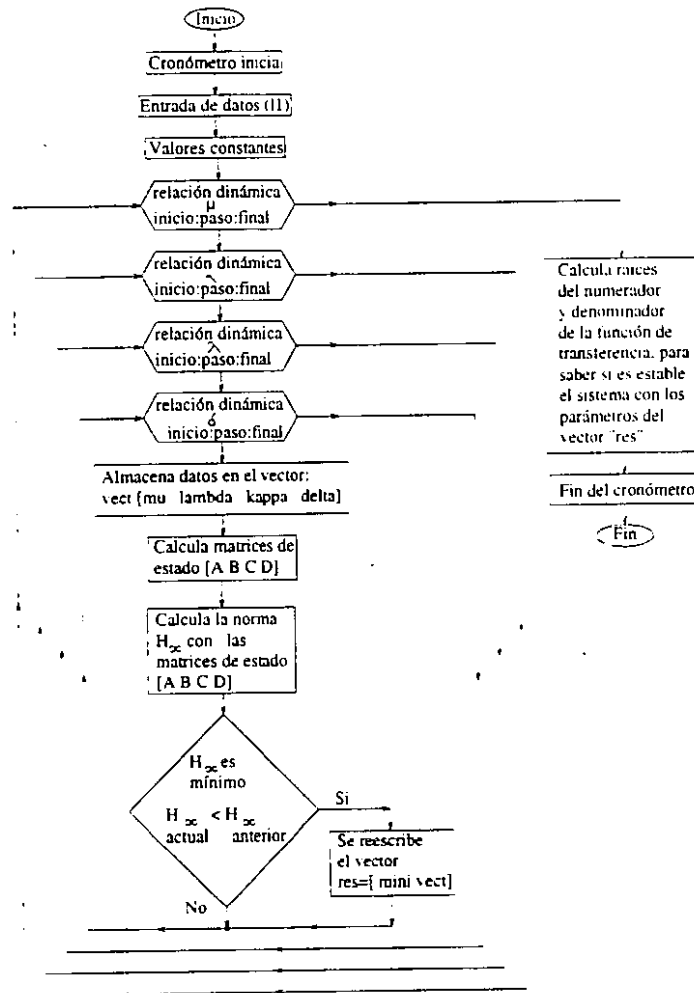 Inicio
Cronómetro inicia
Entrada de datos (I1)
Valores constantes
relación dinámica
μ
inicio:paso:final
relación dinámica
inicio:paso:final
relación dinámica
λ
inicio:paso:final
relación dinámica
inicio:paso:final
Almacena datos en el vector:
vect [mu lambda kappa delta]
Calcula matrices de
estado [A B C D]
Calcula la norma
H∞ con las
matrices de estado
[A B C D]
H∞ es
mínimo
H∞ < H∞
actual anterior
Si
No
Se reescribe
el vector
res=[ mini vect]
Calcula raices
del numerador
y denominador
de la función de
transferencia, para
saber si es estable
el sistema con los
parámetros del
vector "res"
Fin del cronómetro
Fin